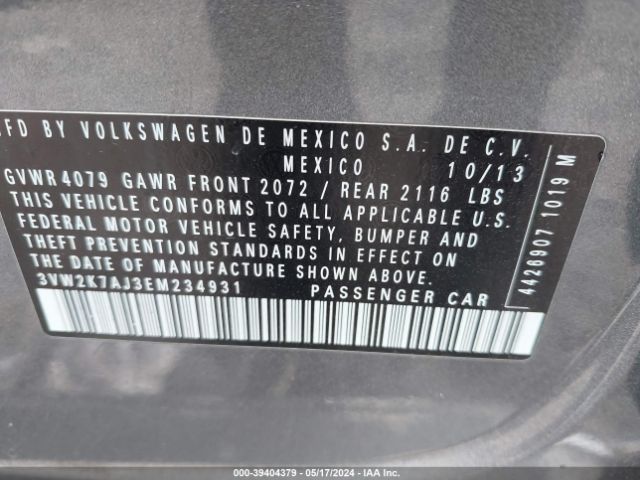 MFD BY VOLKSWAGEN DE MEXICO S.A. DE C.V.
MEXICO 10/13
GVWR 4079 GAWR FRONT 2072 / REAR 2116 LBS
THIS VEHICLE CONFORMS TO ALL APPLICABLE U.S.
FEDERAL MOTOR VEHICLE SAFETY, BUMPER AND
THEFT PREVENTION STANDARDS IN EFFECT ON
THE DATE OF MANUFACTURE SHOWN ABOVE.
3VW2K7AJ3EM234931 PASSENGER CAR
4426907 1019 M
000-39404379 - 05/17/2024 - IAA Inc.